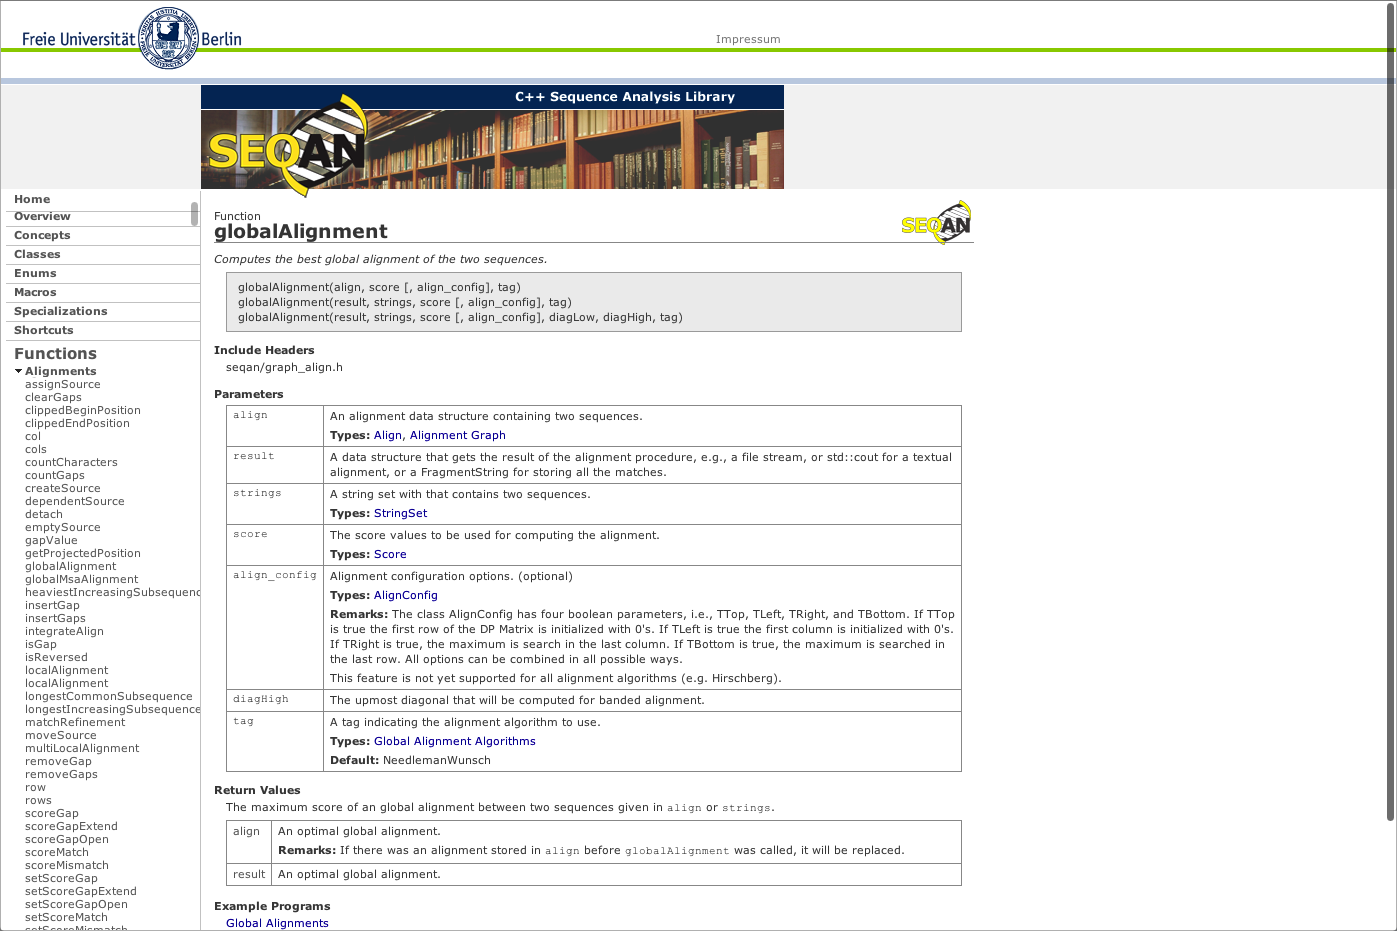 Freie Universität Berlin
Impressum
C++ Sequence Analysis Library
SEQAN
Home
Overview
Concepts
Classes
Enums
Macros
Specializations
Shortcuts
Functions
Alignments
assignSource
clearGaps
clippedBeginPosition
clippedEndPosition
col
cols
countCharacters
countGaps
createSource
dependentSource
detach
emptySource
gapValue
getProjectedPosition
globalAlignment
globalMsaAlignment
heaviestIncreasingSubsequenc
insertGap
insertGaps
integrateAlign
isGap
isReversed
localAlignment
localAlignment
longestCommonSubsequence
longestIncreasingSubsequence
matchRefinement
moveSource
multiLocalAlignment
removeGap
removeGaps
row
rows
scoreGap
scoreGapExtend
scoreGapOpen
scoreMatch
scoreMismatch
setScoreGap
setScoreGapExtend
setScoreGapOpen
setScoreMatch
setScoreMismatch
Function
globalAlignment
SEQAN
Computes the best global alignment of the two sequences.
globalAlignment(align, score [, align_config], tag)
globalAlignment(result, strings, score [, align_config], tag)
globalAlignment(result, strings, score [, align_config], diagLow, diagHigh, tag)
Include Headers
seqan/graph_align.h
Parameters
align An alignment data structure containing two sequences.
Types: Align, Alignment Graph
result A data structure that gets the result of the alignment procedure, e.g., a file stream, or std::cout for a textual
alignment, or a FragmentString for storing all the matches.
strings A string set with that contains two sequences.
Types: StringSet
score The score values to be used for computing the alignment.
Types: Score
align_config Alignment configuration options. (optional)
Types: AlignConfig
Remarks: The class AlignConfig has four boolean parameters, i.e., TTop, TLeft, TRight, and TBottom. If TTop
is true the first row of the DP Matrix is initialized with 0's. If TLeft is true the first column is initialized with 0's.
If TRight is true, the maximum is search in the last column. If TBottom is true, the maximum is searched in
the last row. All options can be combined in all possible ways.
This feature is not yet supported for all alignment algorithms (e.g. Hirschberg).
diagHigh The upmost diagonal that will be computed for banded alignment.
tag A tag indicating the alignment algorithm to use.
Types: Global Alignment Algorithms
Default: NeedlemanWunsch
Return Values
The maximum score of an global alignment between two sequences given in align or strings.
align An optimal global alignment.
Remarks: If there was an alignment stored in align before globalAlignment was called, it will be replaced.
result An optimal global alignment.
Example Programs
Global Alignments